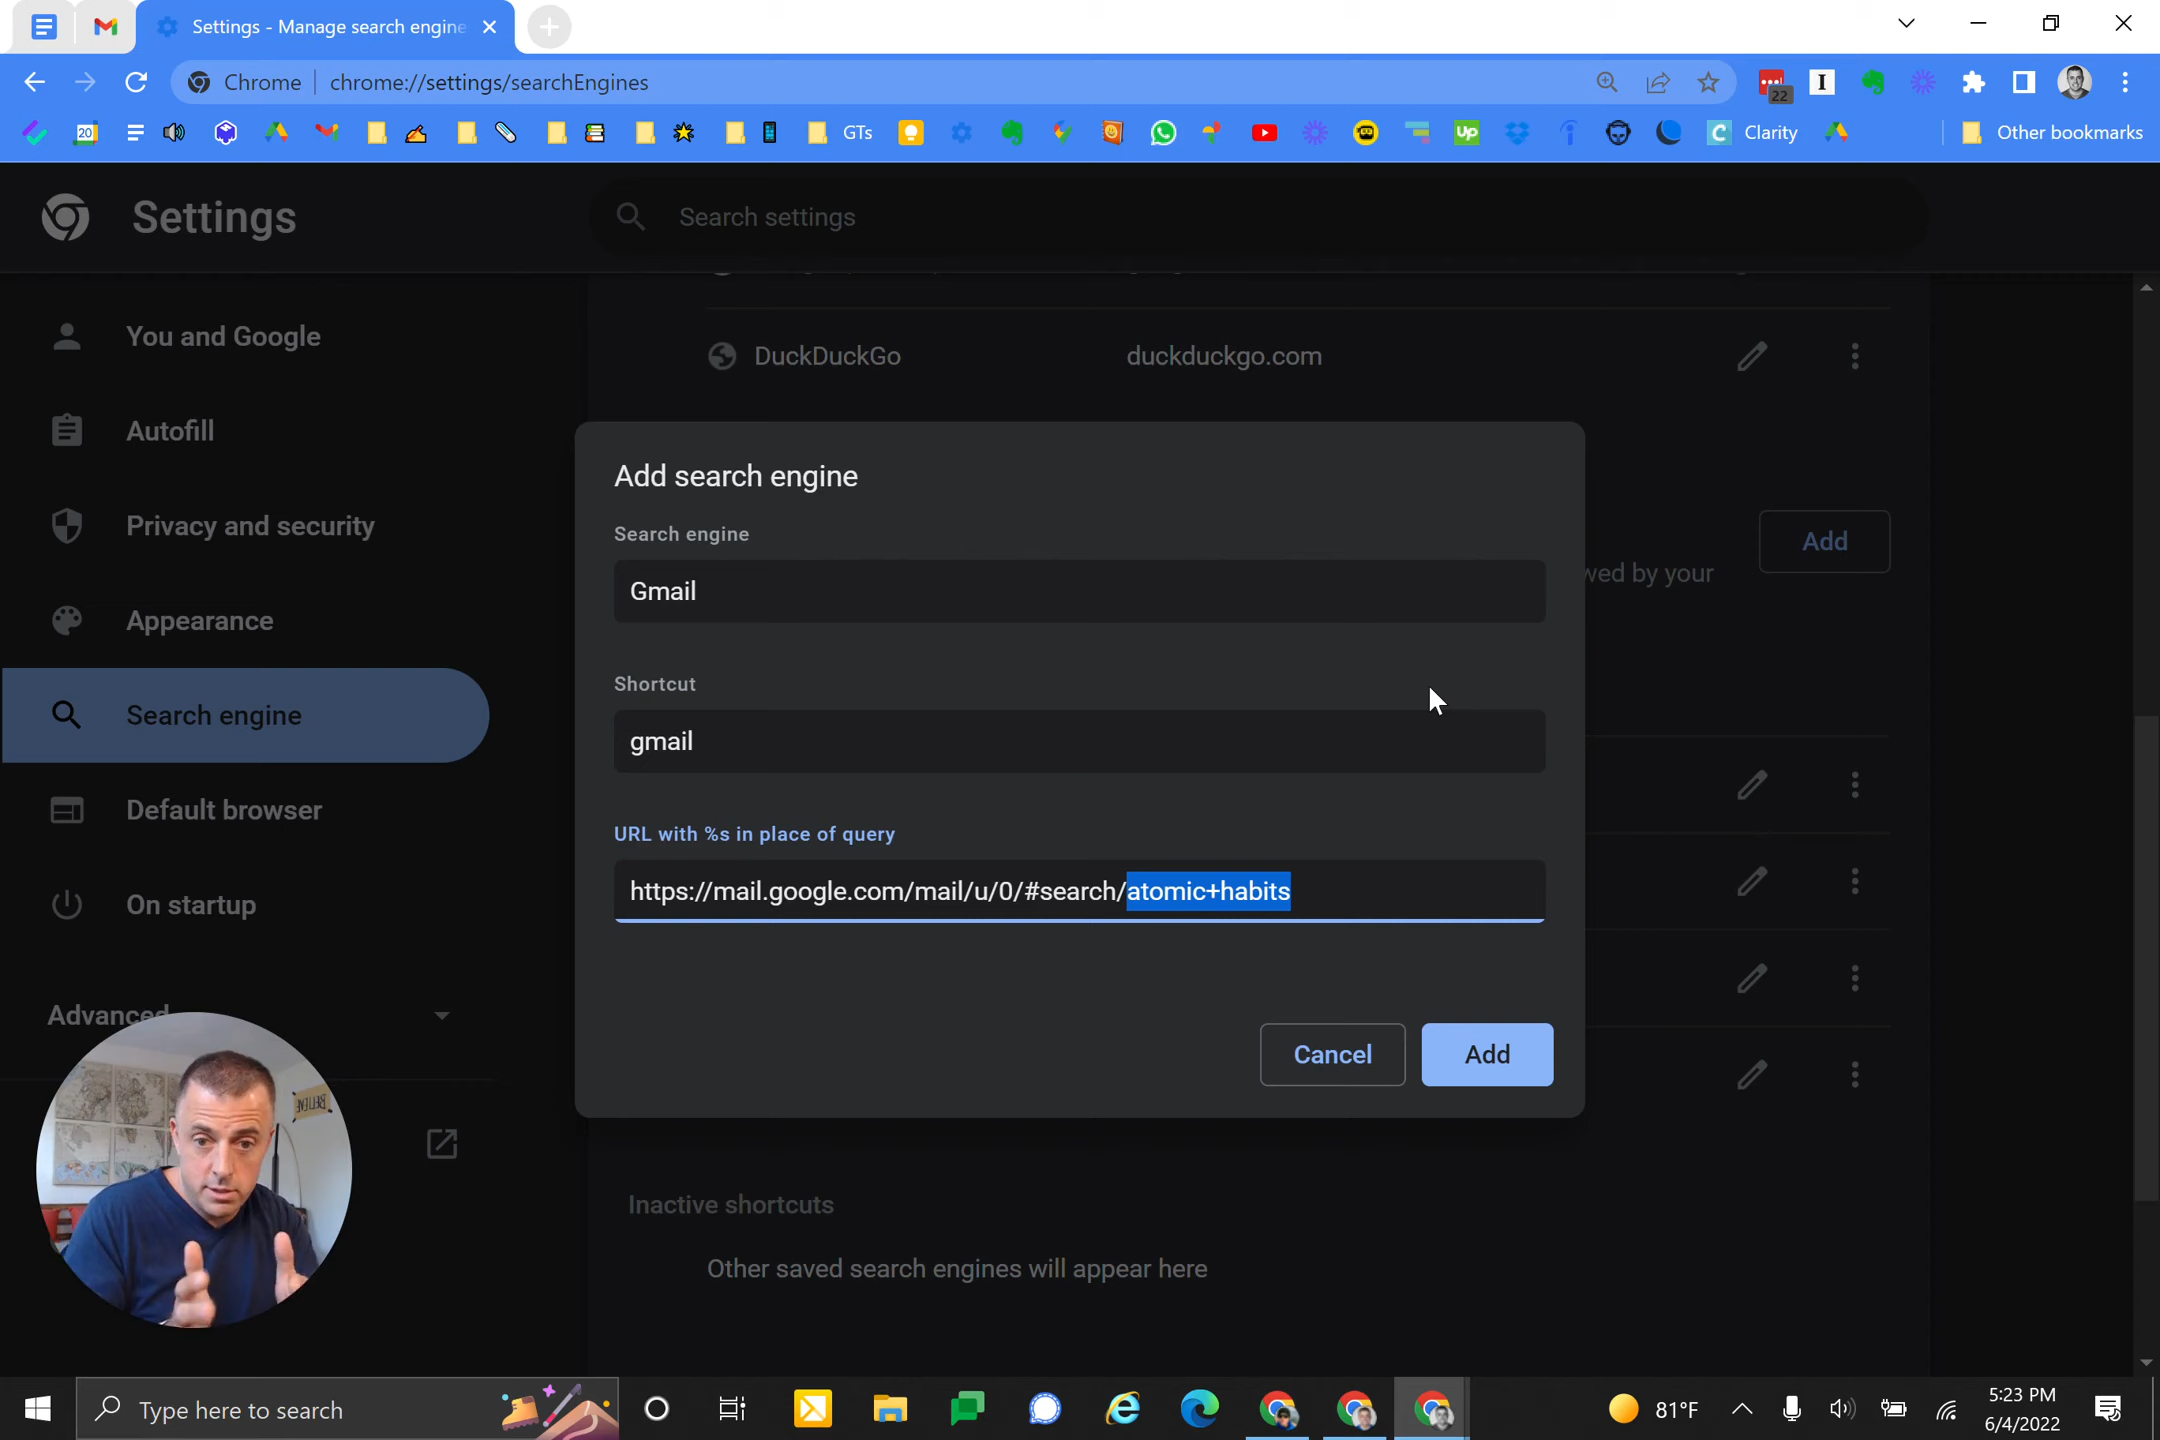 Settings - Manage search engine
Chrome
chrome://settings/searchEngines
22
20
GTs
Up
C
Clarity
Other bookmarks
Settings
Search settings
You and Google
Autofill
Privacy and security
Appearance
Search engine
Default browser
On startup
Advanced
DuckDuckGo
duckduckgo.com
Add
wed by your
Add search engine
Search engine
Gmail
Shortcut
gmail
URL with %s in place of query
https://mail.google.com/mail/u/0/#search/atomic+habits
Cancel
Add
Inactive shortcuts
Other saved search engines will appear here
Type here to search
81°F
5:23 PM
6/4/2022